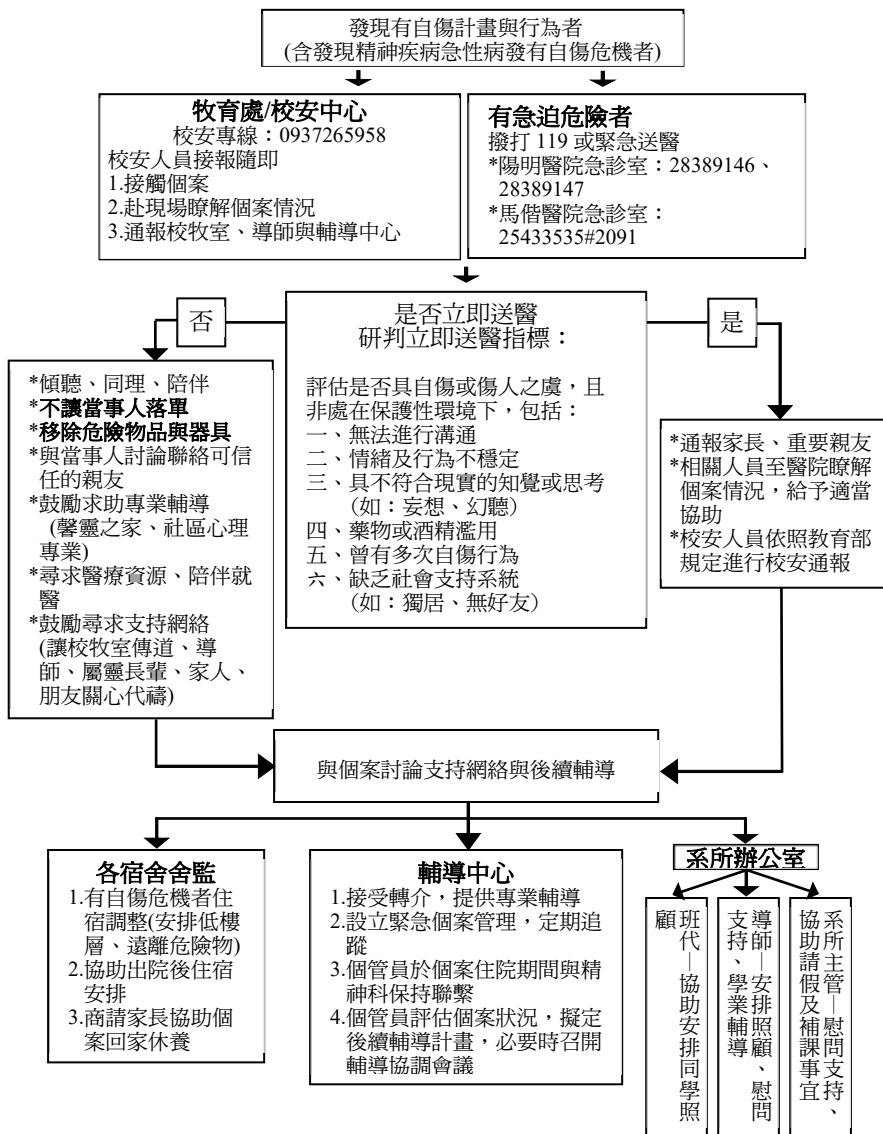 發現有自傷計畫與行為者
(含發現精神疾病急性病發有自傷危機者)
牧育處/校安中心
校安專線：0937265958
校安人員接報隨即
1.接觸個案
2.赴現場瞭解個案情況
3.通報校牧室、導師與輔導中心
有急迫危險者
撥打 119 或緊急送醫
*陽明醫院急診室：28389146、
28389147
*馬偕醫院急診室：
25433535#2091
否
是否立即送醫
研判立即送醫指標：
評估是否具自傷或傷人之虞，且
非處在保護性環境下，包括：
一、無法進行溝通
二、情緒及行為不穩定
三、具不符合現實的知覺或思考
（如：妄想、幻聽）
四、藥物或酒精濫用
五、曾有多次自傷行為
六、缺乏社會支持系統
（如：獨居、無好友）
是
*傾聽、同理、陪伴
*不讓當事人落單
*移除危險物品與器具
*與當事人討論聯絡可信
任的親友
*鼓勵求助專業輔導
(馨靈之家、社區心理
專業)
*尋求醫療資源、陪伴就
醫
*鼓勵尋求支持網絡
(讓校牧室傳道、導
師、屬靈長輩、家人、
朋友關心代禱)
*通報家長、重要親友
*相關人員至醫院瞭解
個案情況，給予適當
協助
*校安人員依照教育部
規定進行校安通報
與個案討論支持網絡與後續輔導
各宿舍舍監
1.有自傷危機者住
宿調整(安排低樓
層、遠離危險物)
2.協助出院後住宿
安排
3.商請家長協助個
案回家休養
輔導中心
1.接受轉介，提供專業輔導
2.設立緊急個案管理，定期追
蹤
3.個管員於個案住院期間與精
神科保持聯繫
4.個管員評估個案狀況，擬定
後續輔導計畫，必要時召開
輔導協調會議
系所辦公室
班代—協助安排同學照
顧
導師—安排照顧、慰問
支持、學業輔導
系所主管—慰問支持、
協助請假及補課事宜